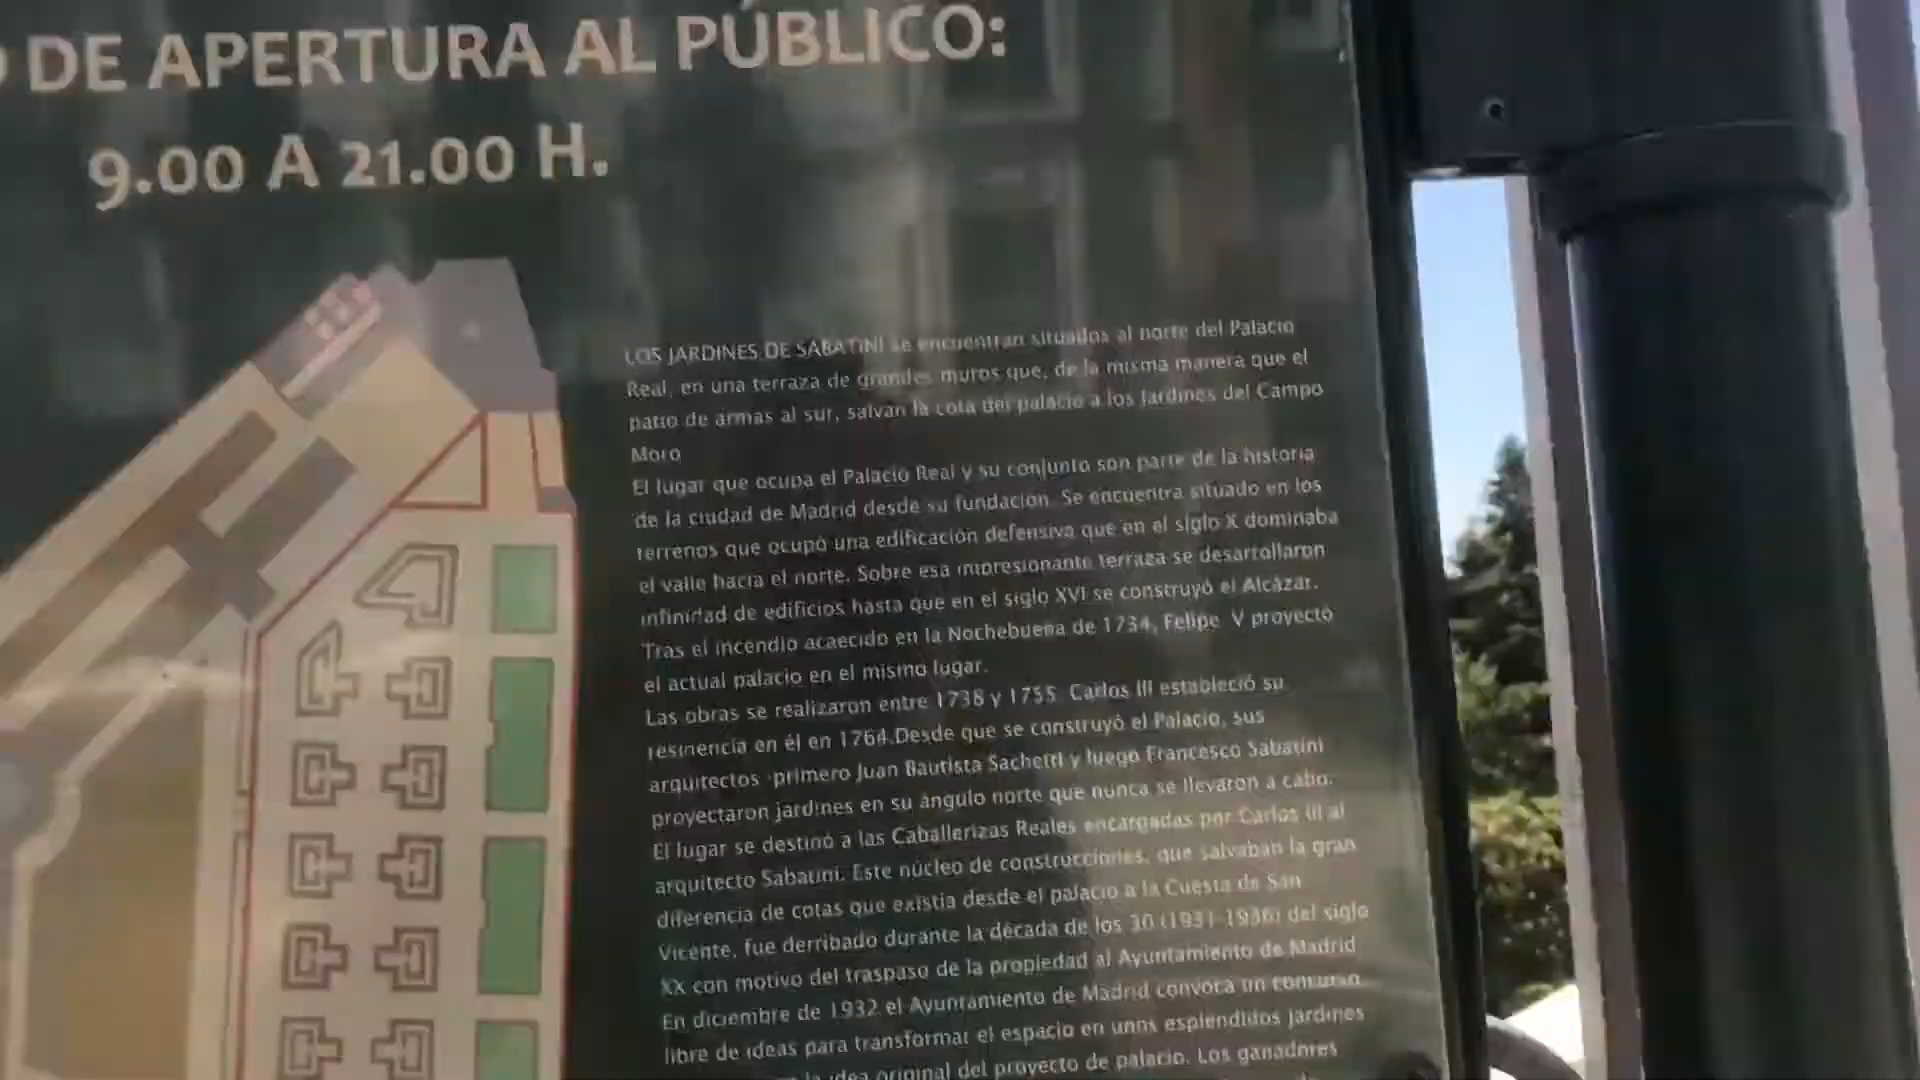 DE APERTURA AL PÚBLICO:
9.00 A 21.00 H.
LOS JARDINES DE SABATINI se encuentran situados al norte del Palacio
Real, en una terraza de grandes muros que, de la misma manera que el
patio de armas al sur, salvan la cota del palacio a los Jardines del Campo
Moro
El lugar que ocupa el Palacio Real y su conjunto son parte de la historia
de la ciudad de Madrid desde su fundación. Se encuentra situado en los
terrenos que ocupó una edificación defensiva que en el siglo X dominaba
el valle hacia el norte. Sobre esa impresionante terraza se desarrollaron
infinidad de edificios hasta que en el siglo XVI se construyó el Alcázar.
Tras el incendio acaecido en la Nochebuena de 1734, Felipe V proyectó
el actual palacio en el mismo lugar.
Las obras se realizaron entre 1738 y 1755. Carlos III estableció su
residencia en él en 1764.Desde que se construyó el Palacio, sus
arquitectos -primero Juan Bautista Sachetti y luego Francesco Sabatini
proyectaron jardines en su ángulo norte que nunca se llevaron a cabo.
El lugar se destinó a las Caballerizas Reales encargadas por Carlos III al
arquitecto Sabatini. Este núcleo de construcciones, que salvaban la gran
diferencia de cotas que existía desde el palacio a la Cuesta de San
Vicente, fue derribado durante la década de los 30 (1931-1936) del siglo
XX con motivo del traspaso de la propiedad al Ayuntamiento de Madrid
En diciembre de 1932 el Ayuntamiento de Madrid convoca un concurso
libre de ideas para transformar el espacio en unos esplendidos jardines
la idea original del proyecto de palacio. Los ganadores